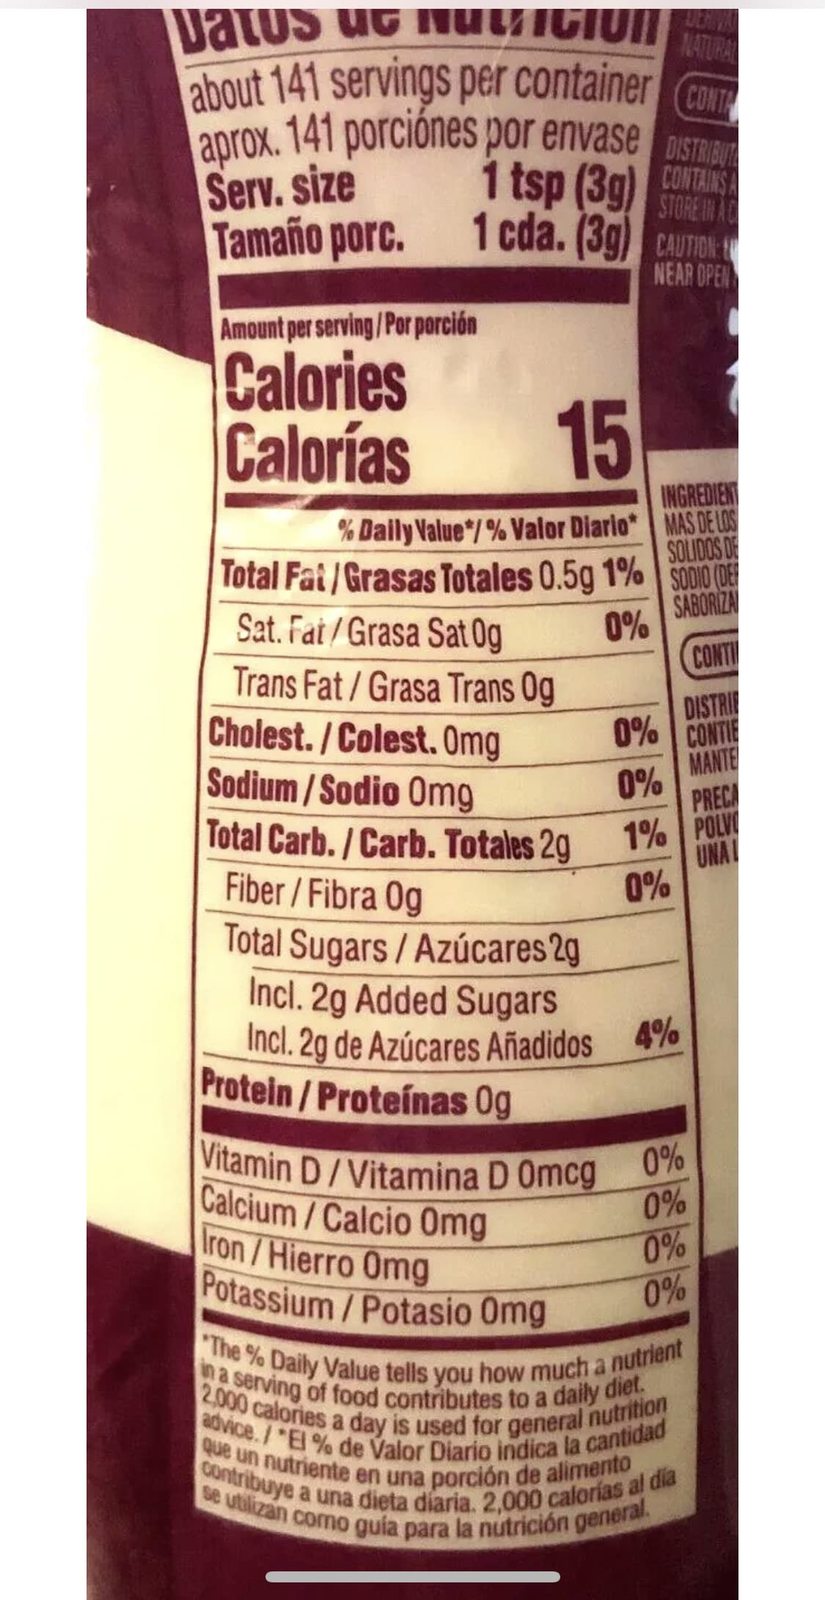 Datos de Nutrición
about 141 servings per container
aprox. 141 porciónes por envase
Serv. size 1 tsp (3g)
Tamaño porc. 1 cda. (3g)
Amount per serving / Por porción
Calories
Calorías 15
% Daily Value*/ % Valor Diario*
Total Fat / Grasas Totales 0.5g 1%
Sat. Fat / Grasa Sat 0g 0%
Trans Fat / Grasa Trans 0g
Cholest. / Colest. 0mg 0%
Sodium / Sodio 0mg 0%
Total Carb. / Carb. Totales 2g 1%
Fiber / Fibra 0g 0%
Total Sugars / Azúcares 2g
Incl. 2g Added Sugars
Incl. 2g de Azúcares Añadidos 4%
Protein / Proteínas 0g
Vitamin D / Vitamina D 0mcg 0%
Calcium / Calcio 0mg 0%
Iron / Hierro 0mg 0%
Potassium / Potasio 0mg 0%
*The % Daily Value tells you how much a nutrient
in a serving of food contributes to a daily diet.
2,000 calories a day is used for general nutrition
advice. / *El % de Valor Diario indica la cantidad
que un nutriente en una porción de alimento
contribuye a una dieta diaria. 2,000 calorías al día
se utilizan como guía para la nutrición general.
NATURAL
STORE IN A
CAUTION:
NEAR OPEN
MAS DE LOS
SOLIDOS DE
SODIO
UNA